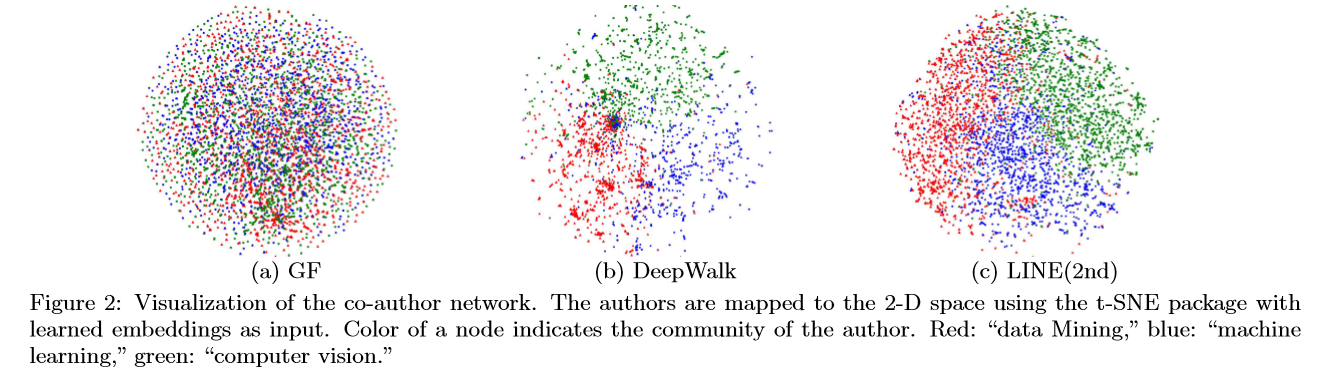 (a) GF
(b) DeepWalk
(c) LINE(2nd)
Figure 2: Visualization of the co-author network. The authors are mapped to the 2-D space using the t-SNE package with
learned embeddings as input. Color of a node indicates the community of the author. Red: “data Mining,” blue: “machine
learning,” green: “computer vision.”